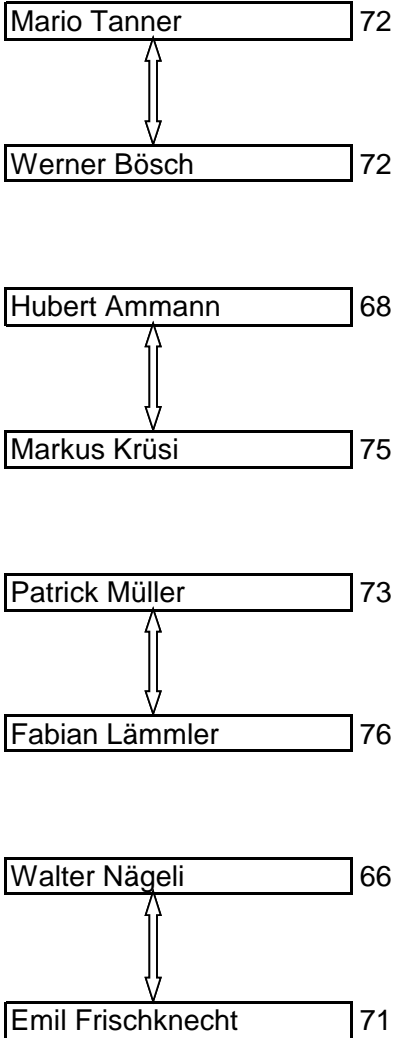 Mario Tanner 72
Werner Bösch 72
Hubert Ammann 68
Markus Krüsi 75
Patrick Müller 73
Fabian Lämmler 76
Walter Nägeli 66
Emil Frischknecht 71